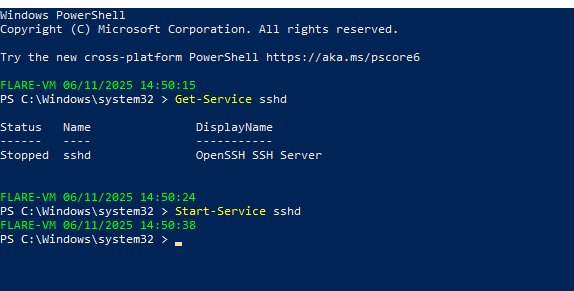 Windows PowerShell
Copyright (C) Microsoft Corporation. All rights reserved.
Try the new cross-platform PowerShell https://aka.ms/pscore6
FLARE-VM 06/11/2025 14:50:15
PS C:\Windows\system32 > Get-Service sshd
Status   Name               DisplayName
------   ----               -----------
Stopped  sshd               OpenSSH SSH Server
FLARE-VM 06/11/2025 14:50:24
PS C:\Windows\system32 > Start-Service sshd
FLARE-VM 06/11/2025 14:50:38
PS C:\Windows\system32 >